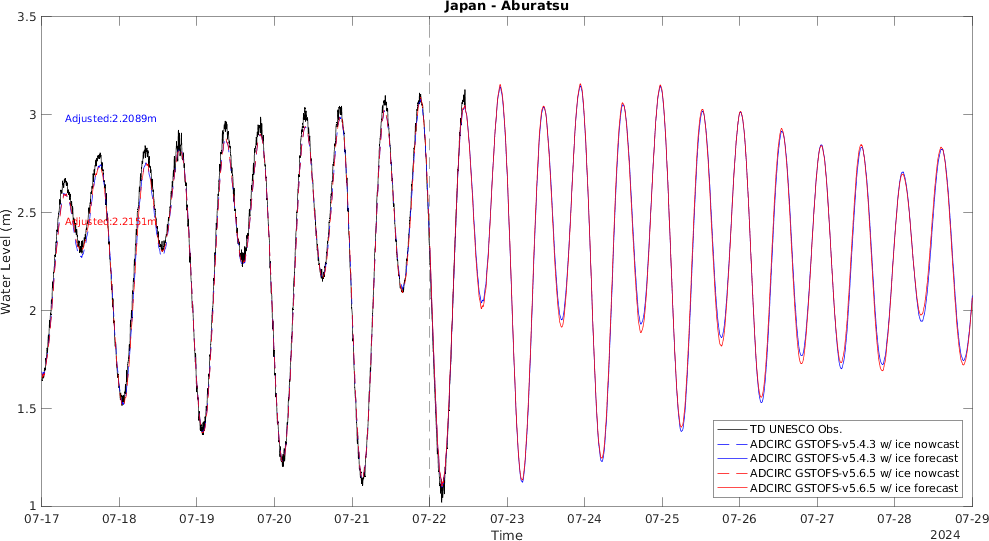 Japan - Aburatsu
3.5
3
2.5
2
1.5
1
Water Level (m)
Adjusted:2.2089m
Adjusted:2.2151m
TD UNESCO Obs.
ADCIRC GSTOFS-v5.4.3 w/ ice nowcast
ADCIRC GSTOFS-v5.4.3 w/ ice forecast
ADCIRC GSTOFS-v5.6.5 w/ ice nowcast
ADCIRC GSTOFS-v5.6.5 w/ ice forecast
07-17 07-18 07-19 07-20 07-21 07-22 07-23 07-24 07-25 07-26 07-27 07-28 07-29
Time
2024